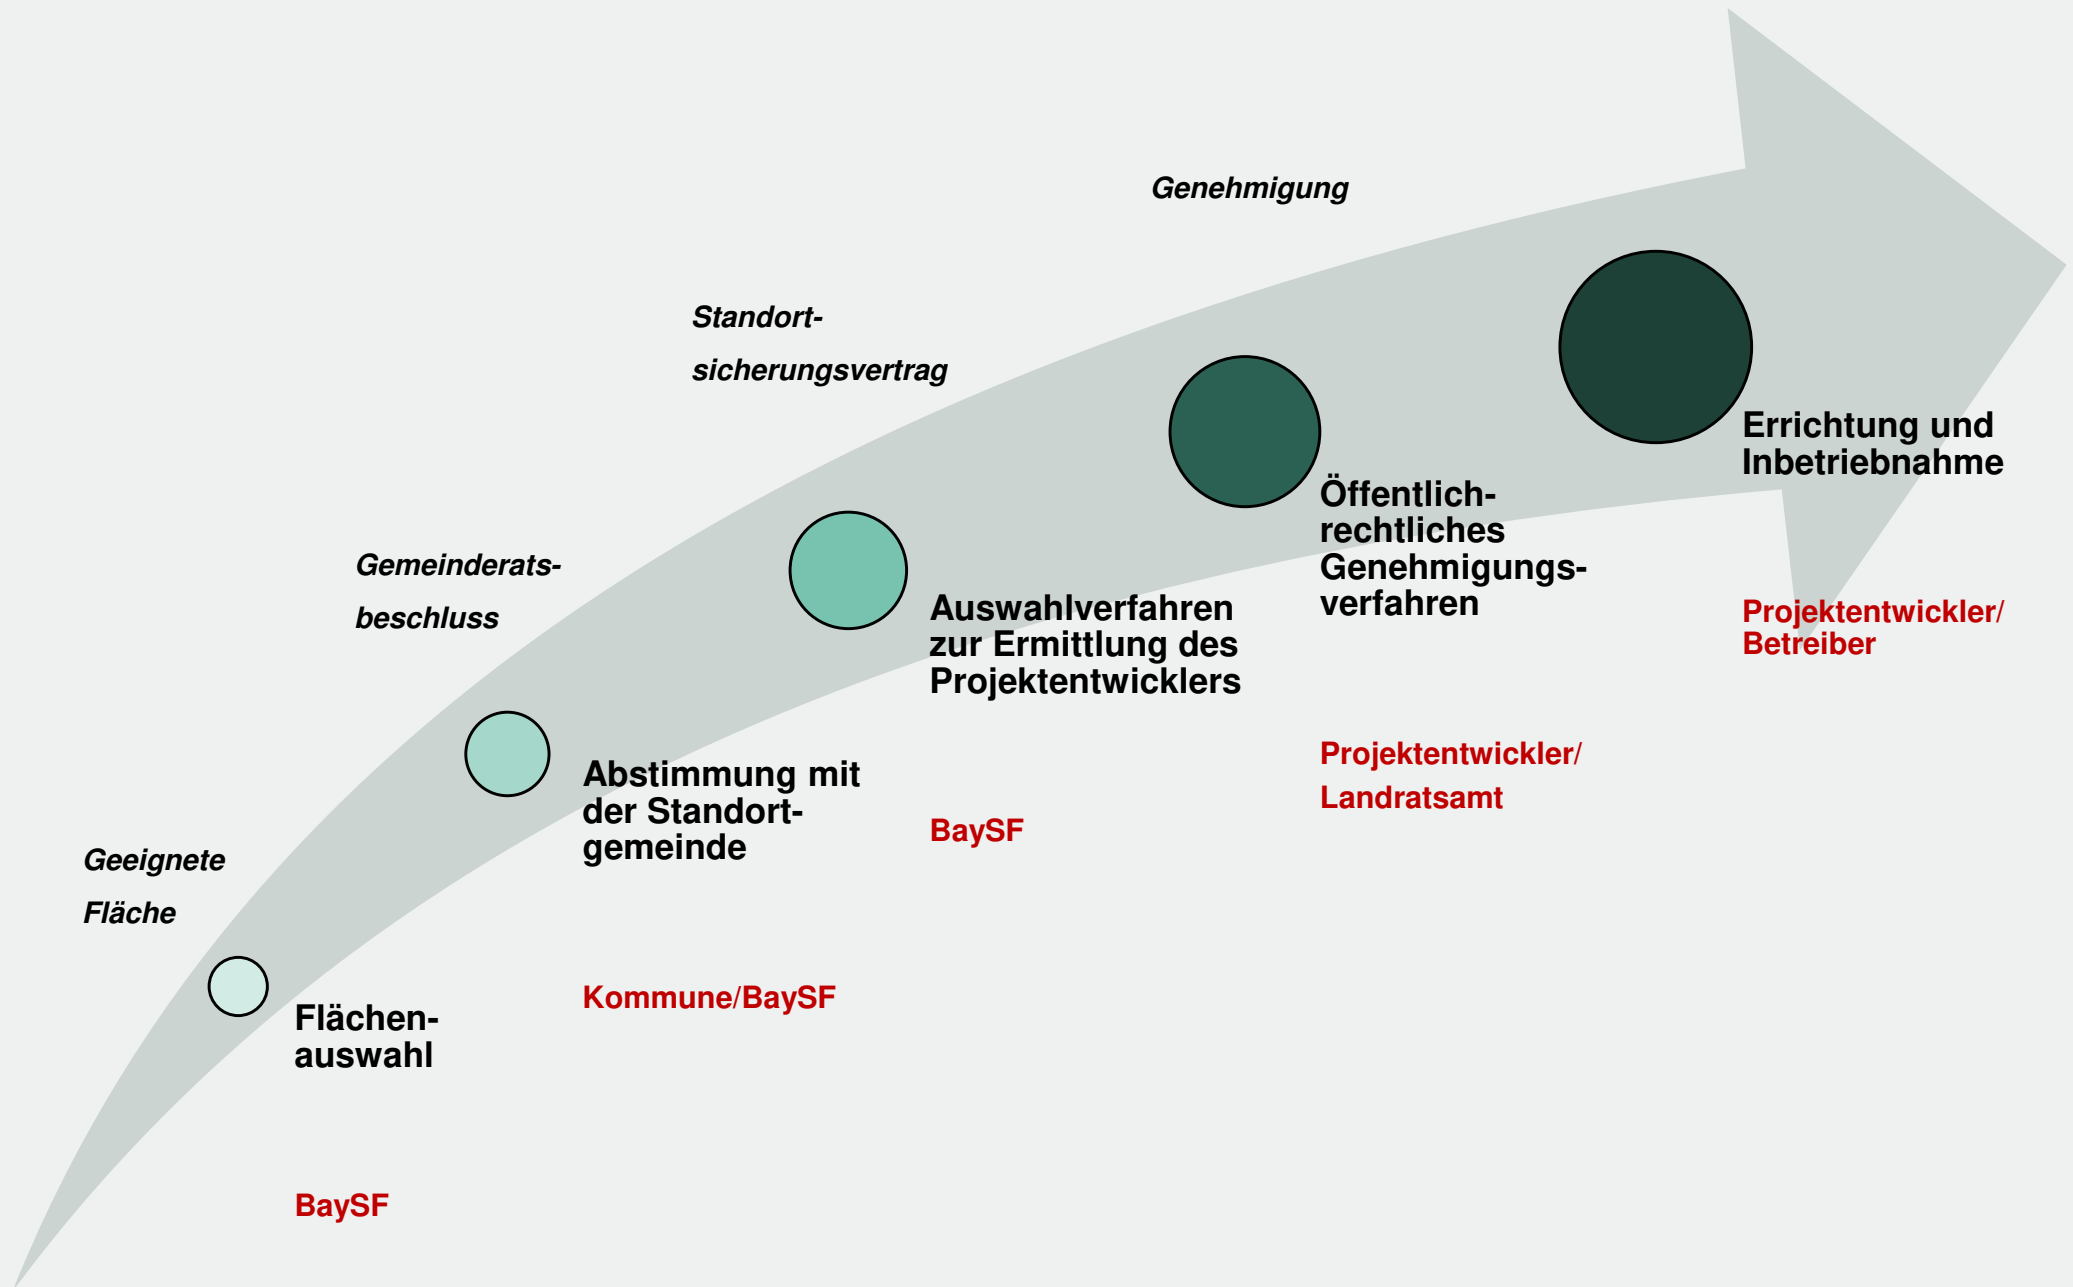 Genehmigung
Standort-
sicherungsvertrag
Errichtung und
Inbetriebnahme
Öffentlich-
rechtliches
Genehmigungs-
verfahren
Gemeinderats-
beschluss
Auswahlverfahren
zur Ermittlung des
Projektentwicklers
Projektentwickler/
Betreiber
Abstimmung mit
der Standort-
gemeinde
Projektentwickler/
Landratsamt
BaySF
Geeignete
Fläche
Kommune/BaySF
Flächen-
auswahl
BaySF